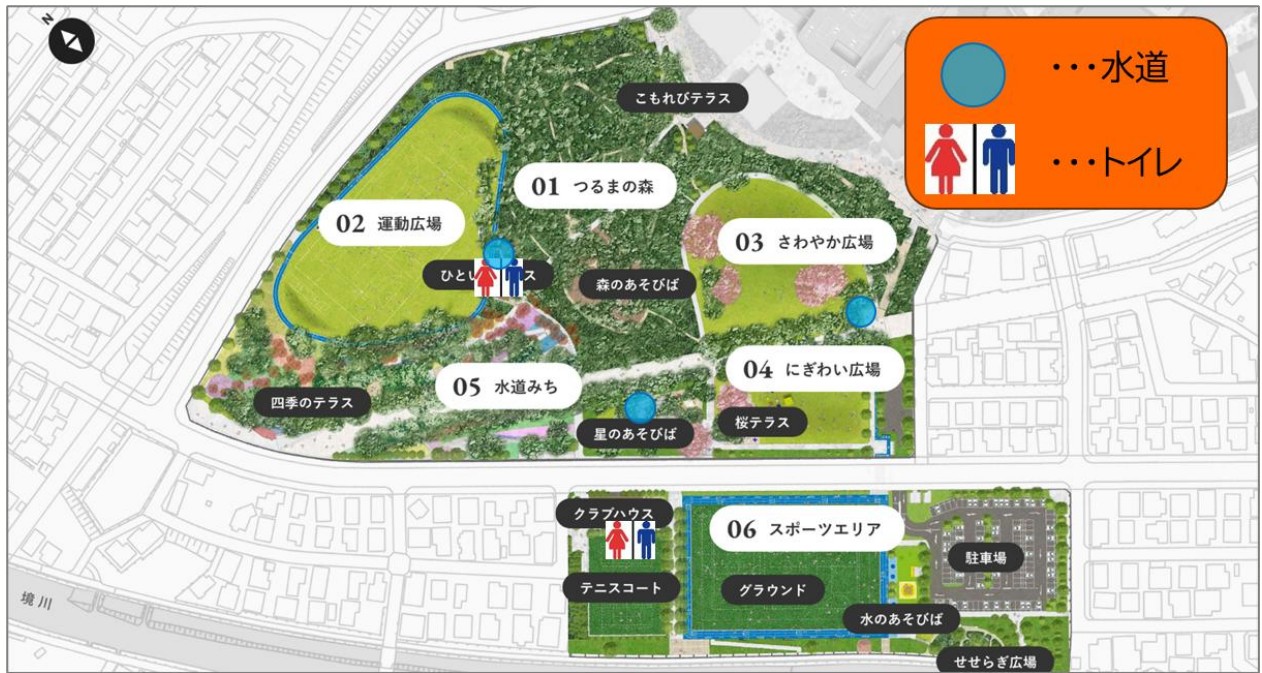 N
・・・水道
・・・トイレ
こもれびテラス
01 つるまの森
02 運動広場
03 さわやか広場
ひとい
ス
森のあそびば
04 にぎわい広場
05 水道みち
四季のテラス
星のあそびば
桜テラス
クラブハウス
06 スポーツエリア
駐車場
テニスコート
グラウンド
境川
水のあそびば
せせらぎ広場